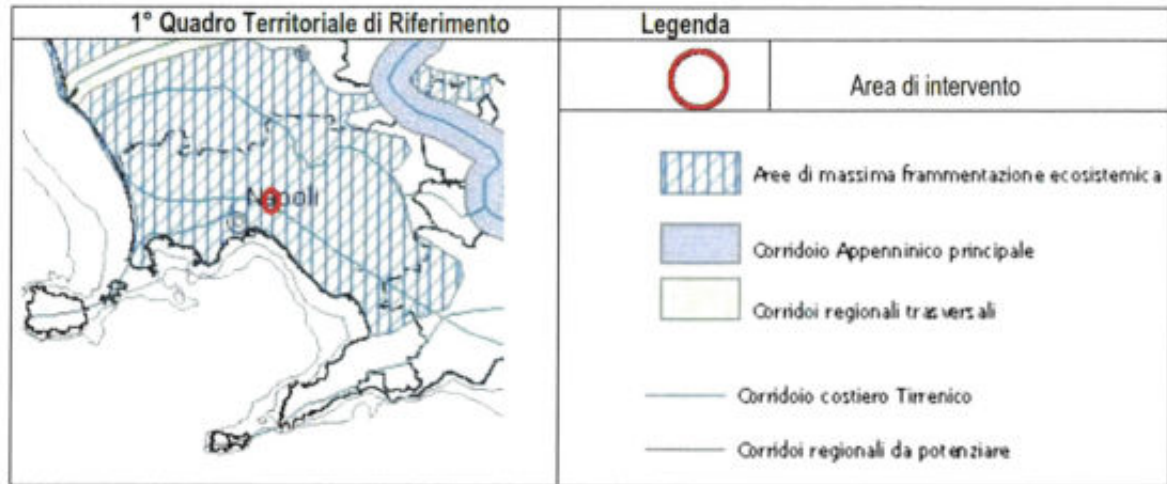 1° Quadro Territoriale di Riferimento
Legenda
Area di intervento
Napoli
Aree di massima frammentazione ecosistemica
Corridoio Appenninico principale
Corridoi regionali trasversali
Corridoio costiero Tirrenico
Corridoi regionali da potenziare